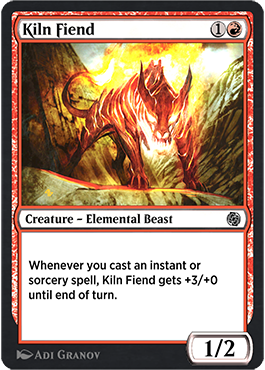 Kiln Fiend 1
Creature – Elemental Beast
Whenever you cast an instant or
sorcery spell, Kiln Fiend gets +3/+0
until end of turn.
Adi Granov
1/2